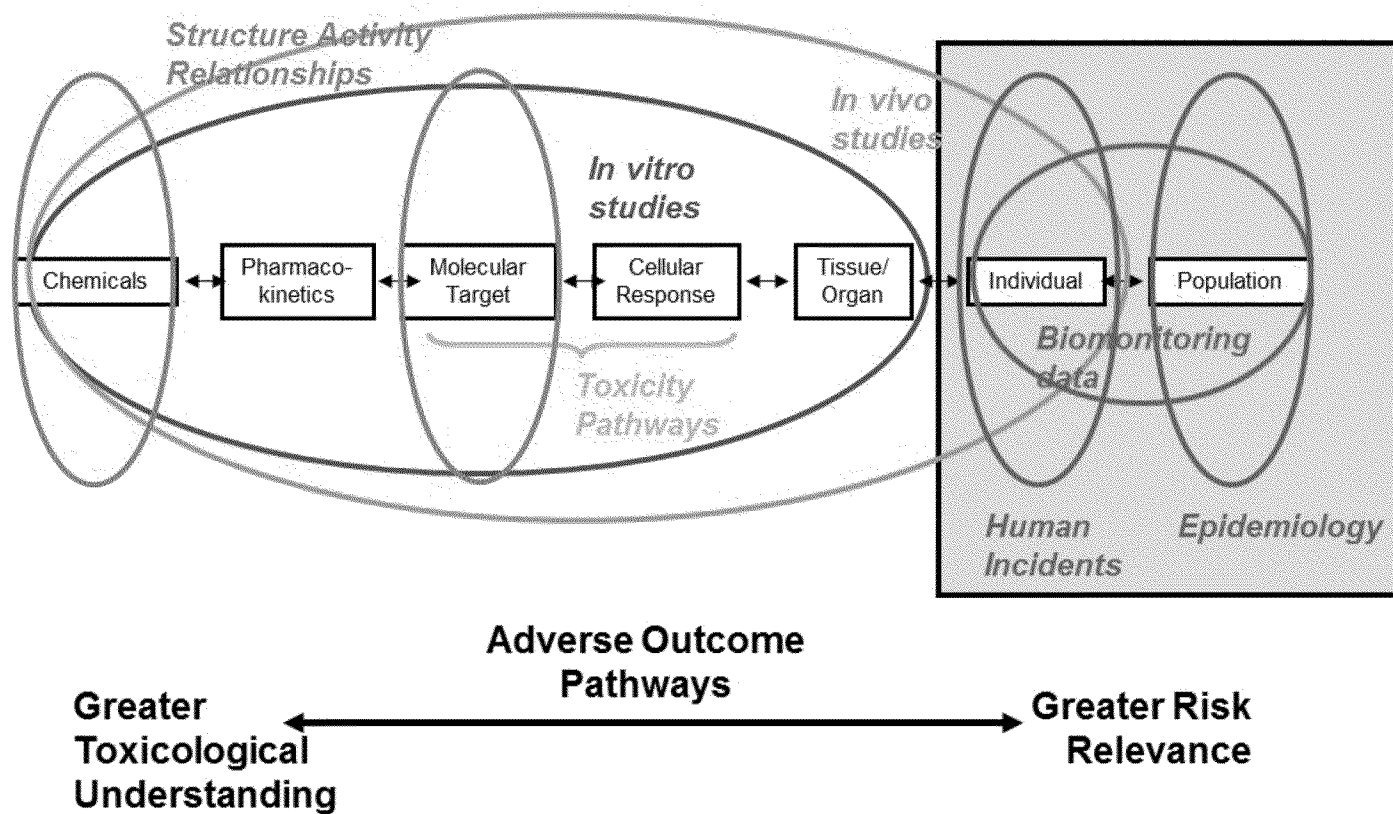 Structure Activity
Relationships
In vivo
studies
In vitro
studies
Chemicals
Pharmaco-
kinetics
Molecular
Target
Cellular
Response
Tissue/
Organ
Individual
Population
Toxicity
Pathways
Biomonitoring
data
Human
Incidents
Epidemiology
Adverse Outcome
Pathways
Greater
Toxicological
Understanding
Greater Risk
Relevance